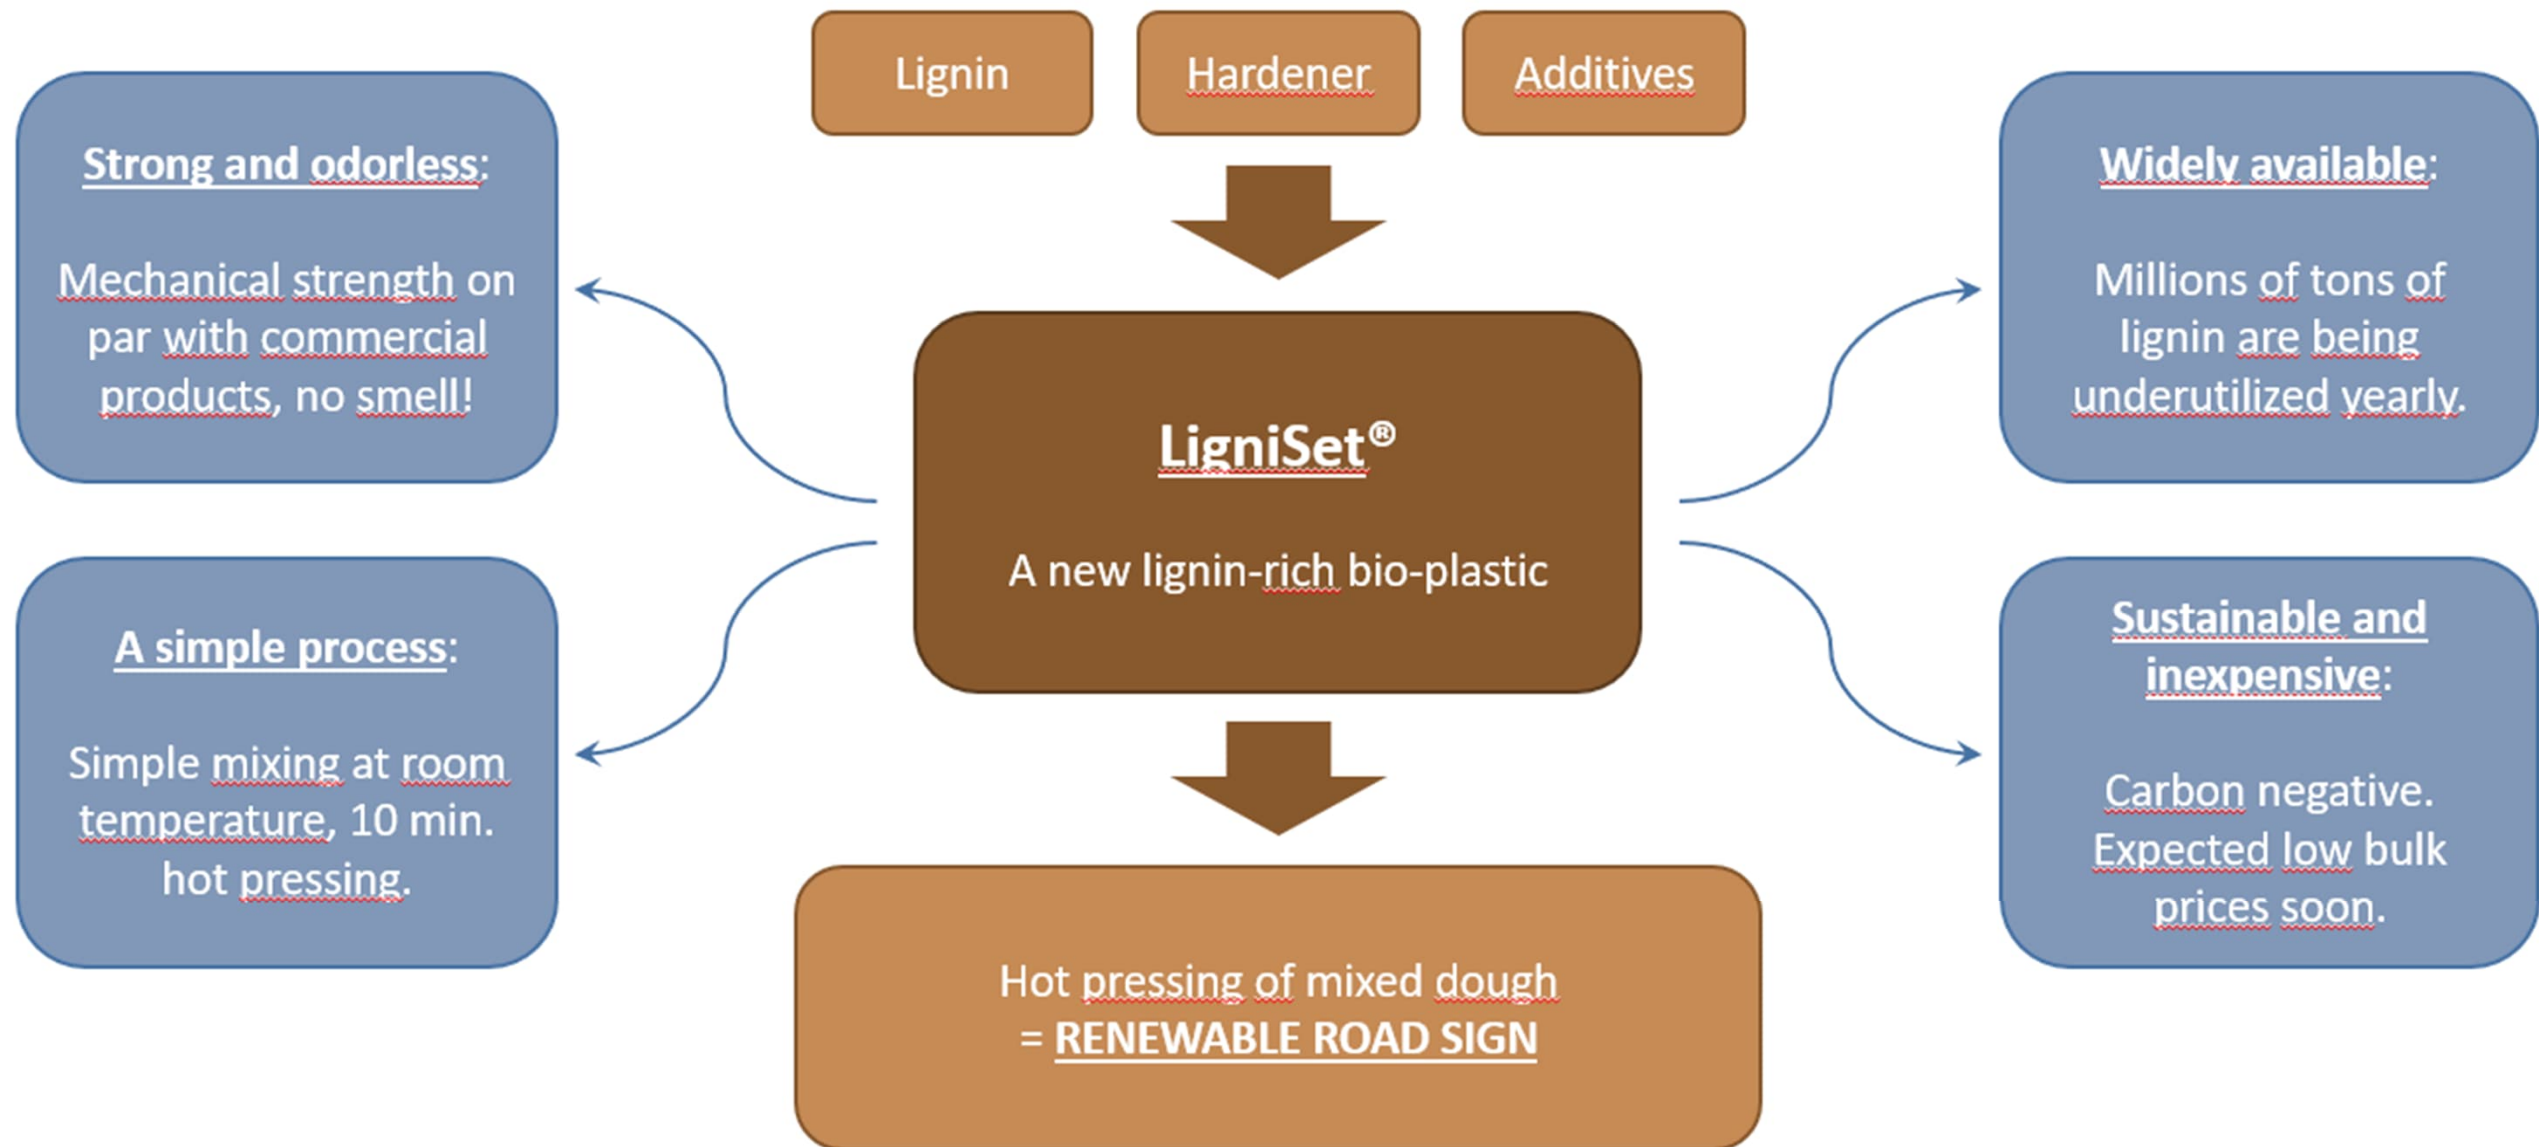 Lignin
Hardener
Additives
Strong and odorless:
Mechanical strength on
par with commercial
products, no smell!
A simple process:
Simple mixing at room
temperature, 10 min.
hot pressing.
LigniSet®
A new lignin-rich bio-plastic
Widely available:
Millions of tons of
lignin are being
underutilized yearly.
Sustainable and
inexpensive:
Carbon negative.
Expected low bulk
prices soon.
Hot pressing of mixed dough
= RENEWABLE ROAD SIGN